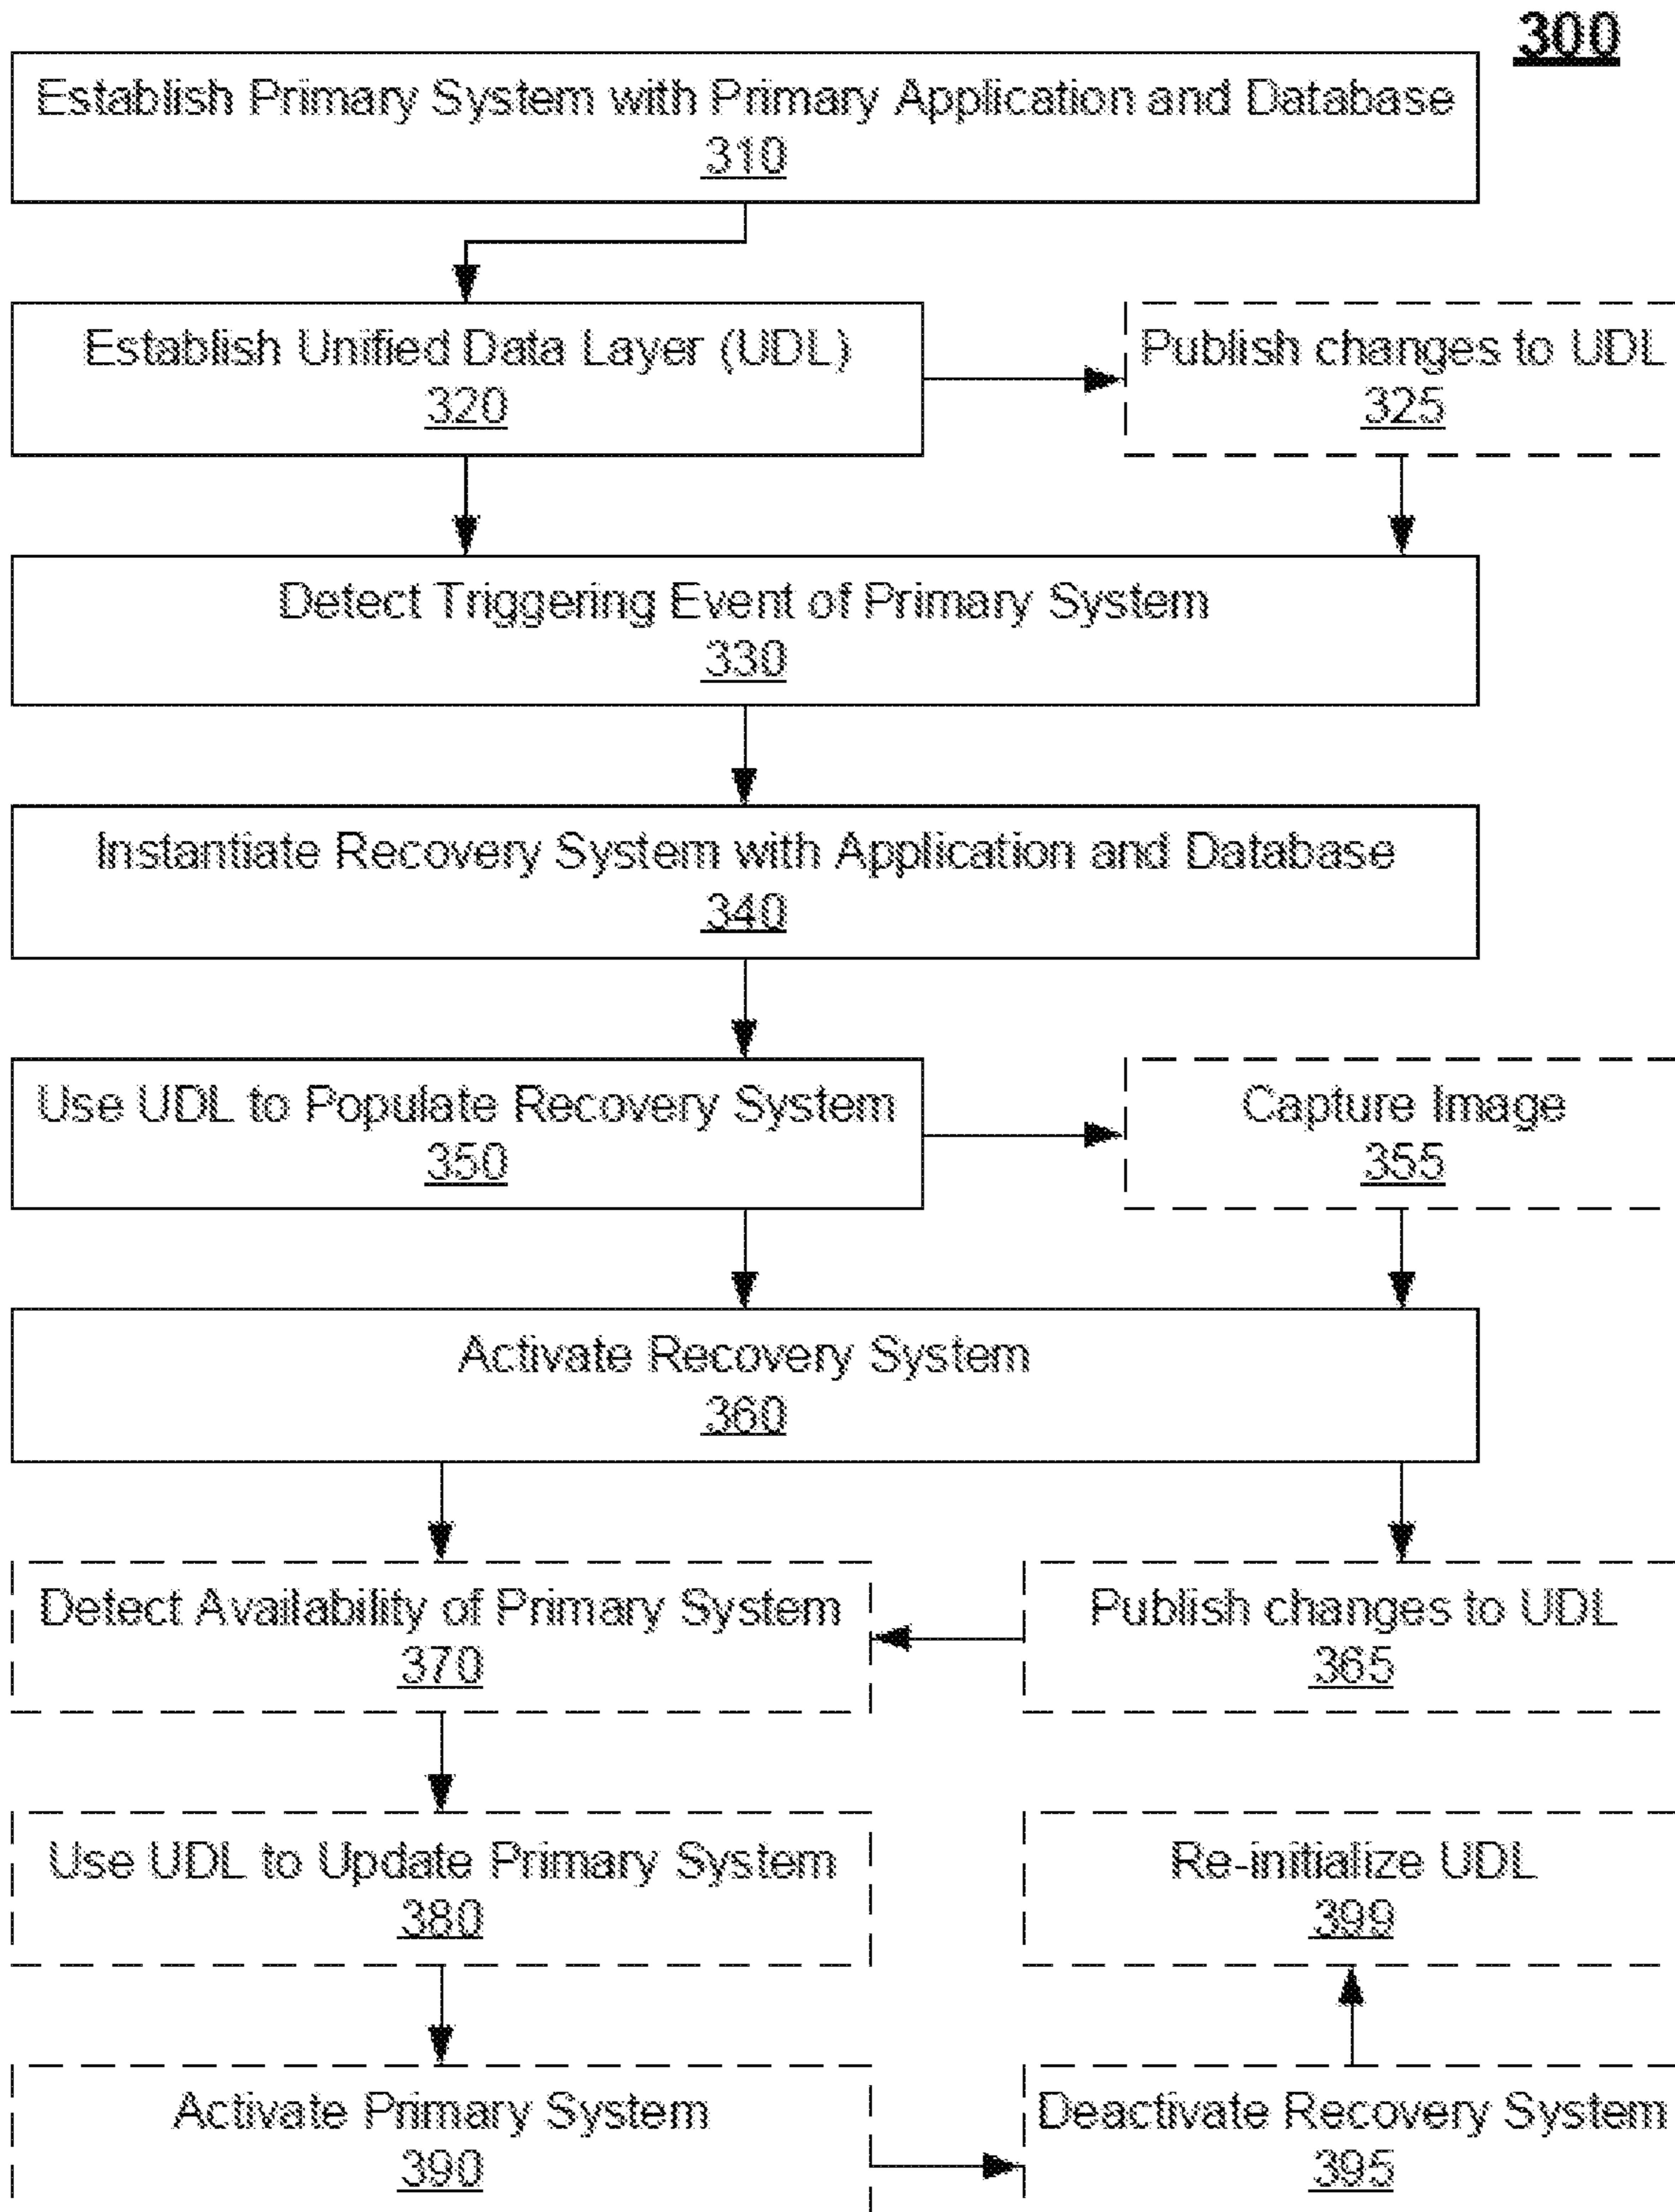 300
Establish Primary System with Primary Application and Database
310
Establish Unified Data Layer (UDL)
320
Publish changes to UDL
325
Detect Triggering Event of Primary System
330
Instantiate Recovery System with Application and Database
340
Use UDL to Populate Recovery System
350
Capture Image
355
Activate Recovery System
360
Detect Availability of Primary System
370
Publish changes to UDL
365
Use UDL to Update Primary System
380
Re-initialize UDL
399
Activate Primary System
390
Deactivate Recovery System
395